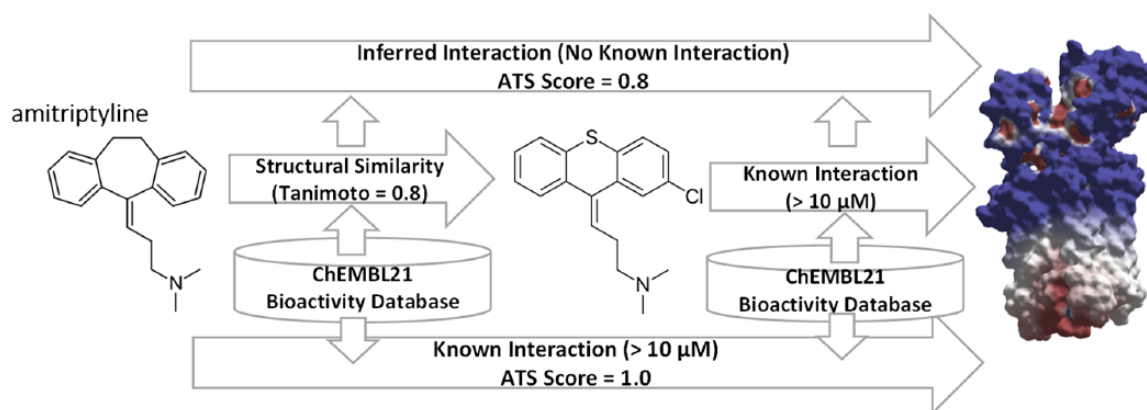 Inferred Interaction (No Known Interaction)
ATS Score = 0.8
amitriptyline
Structural Similarity
(Tanimoto = 0.8)
S
Cl
Known Interaction
(> 10 µM)
N
N
ChEMBL21
Bioactivity Database
ChEMBL21
Bioactivity Database
Known Interaction (> 10 µM)
ATS Score = 1.0